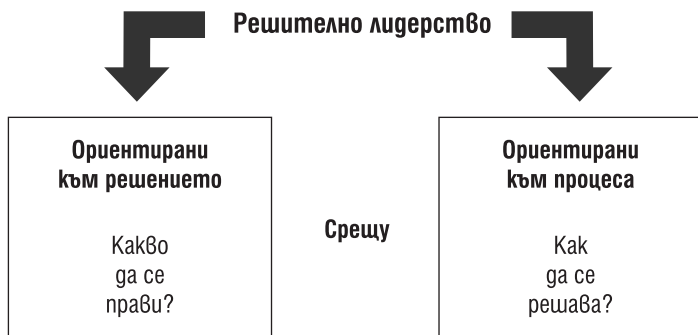 Решително лидерство
Ориентирани
към решението
Какво
да се
прави?
Срещу
Ориентирани
към процеса
Как
да се
решава?